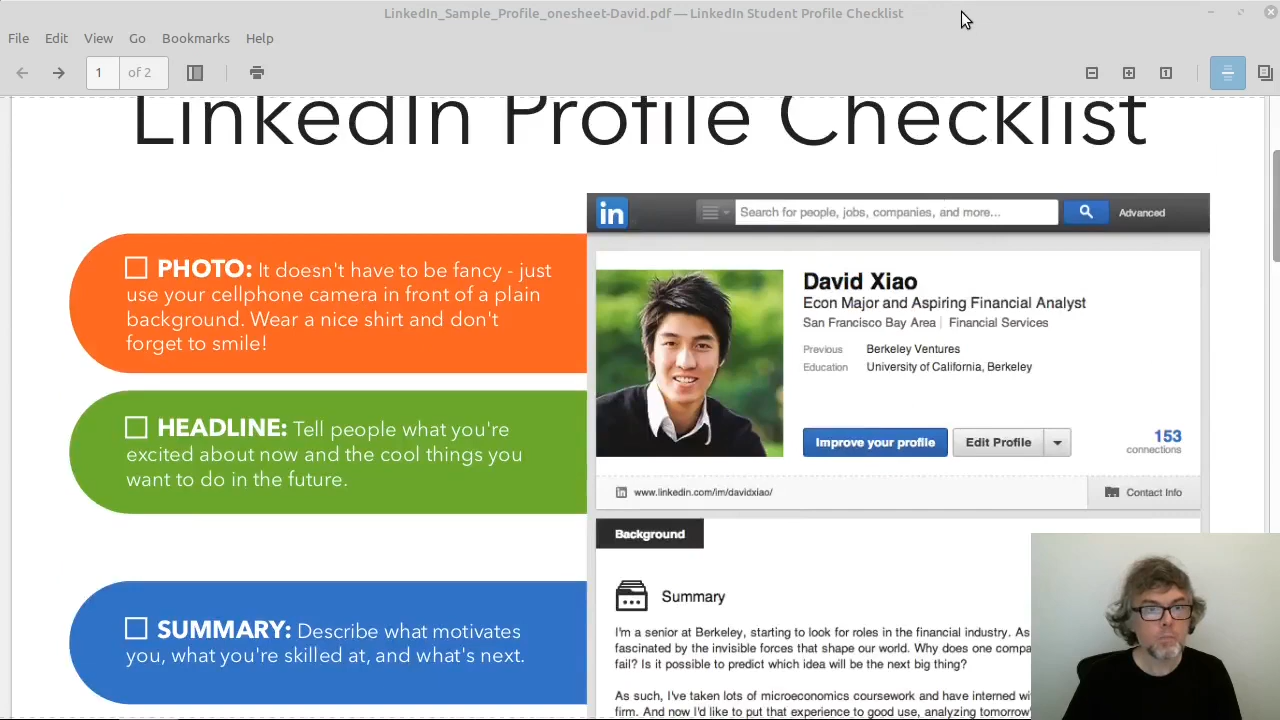 LinkedIn_Sample_Profile_onesheet-David.pdf — LinkedIn Student Profile Checklist
File Edit View Go Bookmarks Help
1 of 2
LinkedIn Profile Checklist
in Search for people, jobs, companies, and more... Advanced
PHOTO: It doesn't have to be fancy - just
use your cellphone camera in front of a plain
background. Wear a nice shirt and don't
forget to smile!
David Xiao
Econ Major and Aspiring Financial Analyst
San Francisco Bay Area | Financial Services
Previous Berkeley Ventures
Education University of California, Berkeley
HEADLINE: Tell people what you're
excited about now and the cool things you
want to do in the future.
Improve your profile Edit Profile
153
connections
in www.linkedin.com/im/davidxiao/ Contact Info
Background
Summary
SUMMARY: Describe what motivates
you, what you're skilled at, and what's next.
I'm a senior at Berkeley, starting to look for roles in the financial industry. As
fascinated by the invisible forces that shape our world. Why does one compa
fail? Is it possible to predict which idea will be the next big thing?
As such, I've taken lots of microeconomics coursework and have interned wi
firm. And now I'd like to put that experience to good use, analyzing tomorrow'